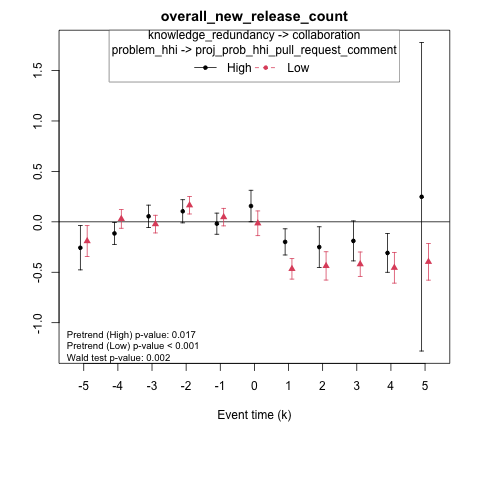 overall_new_release_count
knowledge_redundancy -> collaboration
problem_hhi -> proj_prob_hhi_pull_request_comment
High Low
1.5
1.0
0.5
0.0
-0.5
-1.0
Pretrend (High) p-value: 0.017
Pretrend (Low) p-value < 0.001
Wald test p-value: 0.002
-5 -4 -3 -2 -1 0 1 2 3 4 5
Event time (k)